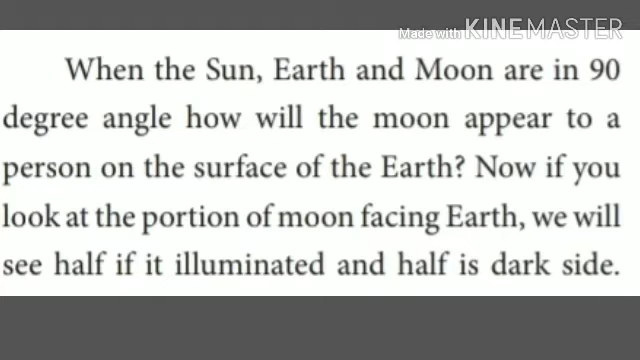 Made with KINEMASTER
When the Sun, Earth and Moon are in 90
degree angle how will the moon appear to a
person on the surface of the Earth? Now if you
look at the portion of moon facing Earth, we will
see half if it illuminated and half is dark side.